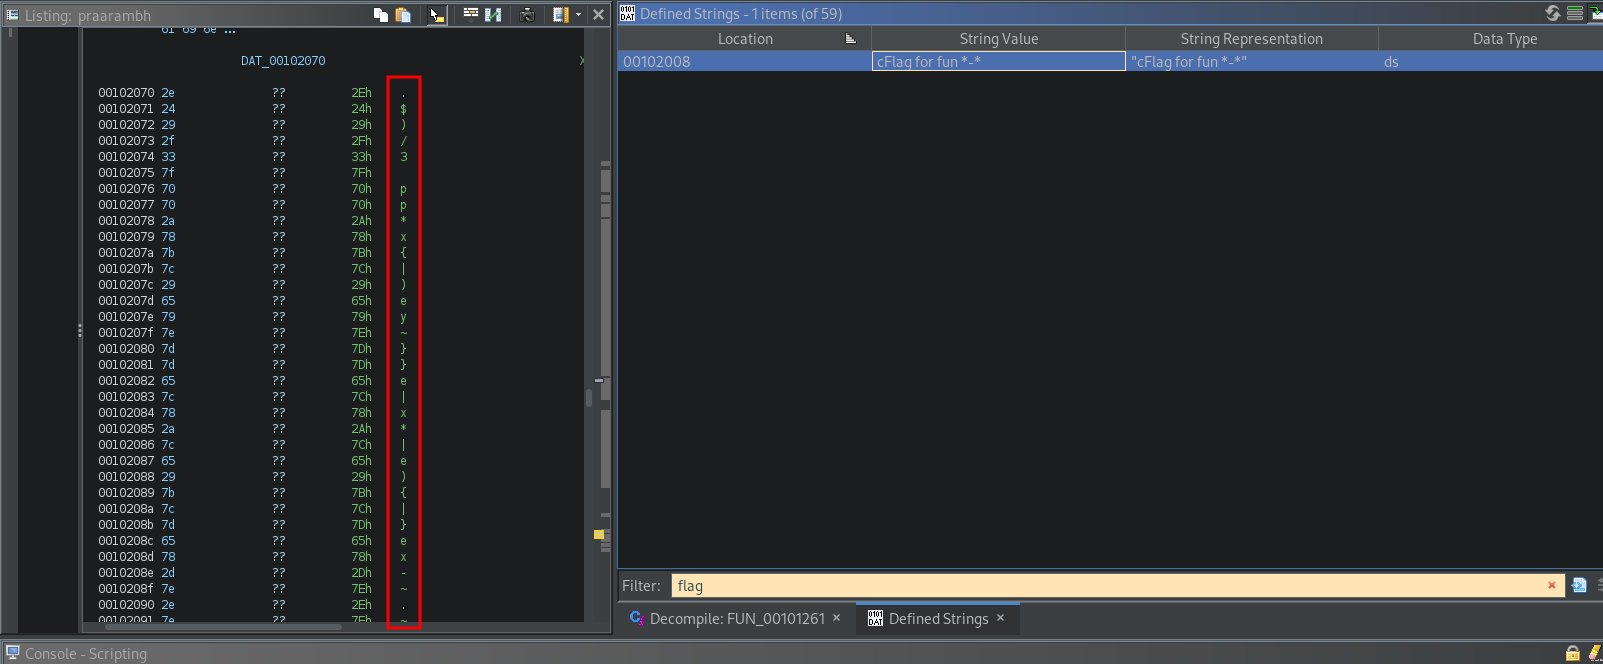 Listing: praarambh
61 69 6e ...
DAT_00102070 X
00102070 2e ?? 2Eh .
00102071 24 ?? 24h $
00102072 29 ?? 29h )
00102073 2f ?? 2Fh /
00102074 33 ?? 33h 3
00102075 7f ?? 7Fh
00102076 70 ?? 70h p
00102077 70 ?? 70h p
00102078 2a ?? 2Ah *
00102079 78 ?? 78h x
0010207a 7b ?? 7Bh {
0010207b 7c ?? 7Ch |
0010207c 29 ?? 29h )
0010207d 65 ?? 65h e
0010207e 79 ?? 79h y
0010207f 7e ?? 7Eh ~
00102080 7d ?? 7Dh }
00102081 7d ?? 7Dh }
00102082 65 ?? 65h e
00102083 7c ?? 7Ch |
00102084 78 ?? 78h x
00102085 2a ?? 2Ah *
00102086 7c ?? 7Ch |
00102087 65 ?? 65h e
00102088 29 ?? 29h )
00102089 7b ?? 7Bh {
0010208a 7c ?? 7Ch |
0010208b 7d ?? 7Dh }
0010208c 65 ?? 65h e
0010208d 78 ?? 78h x
0010208e 2d ?? 2Dh -
0010208f 7e ?? 7Eh ~
00102090 2e ?? 2Eh .
00102091 7e ?? 7Eh ~
Defined Strings - 1 items (of 59)
Location String Value String Representation Data Type
00102008 cFlag for fun *-* "cFlag for fun *-*" ds
Filter: flag
Decompile: FUN_00101261 × Defined Strings ×
Console - Scripting